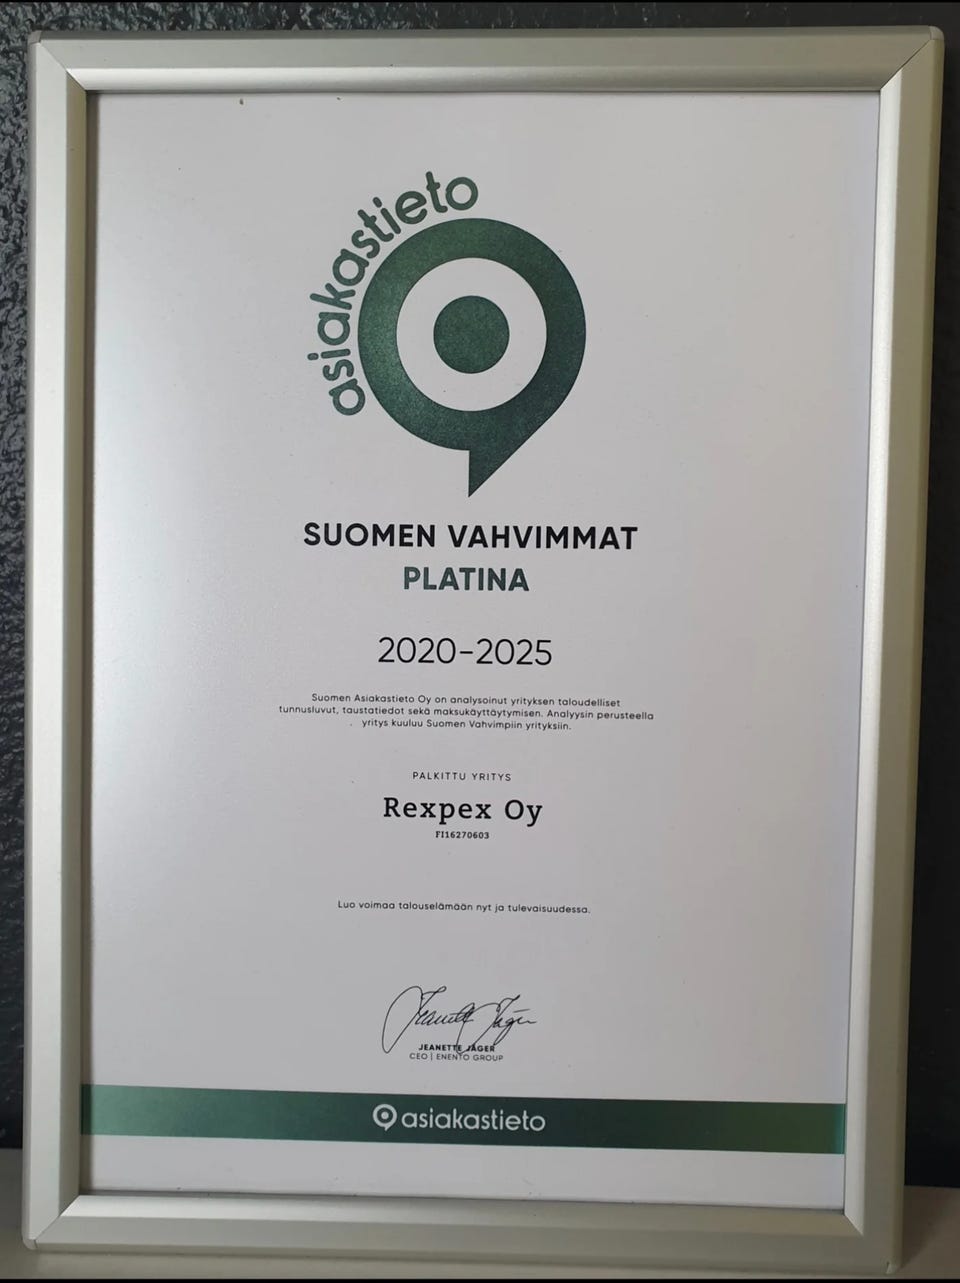 asiakastieto
SUOMEN VAHVIMMAT
PLATINA
2020-2025
Suomen Asiakastieto Oy on analysoinut yrityksen taloudelliset
tunnusluvut, taustatiedot sekä maksukäyttäytymisen. Analyysin perusteella
yritys kuuluu Suomen Vahvimpiin yrityksiin.
PALKITTU YRITYS
Rexpex Oy
FI16270603
Luo voimaa talouselämään nyt ja tulevaisuudessa.
Jeanette Jäger
JEANETTE JÄGER
CEO | ENENTO GROUP
asiakastieto